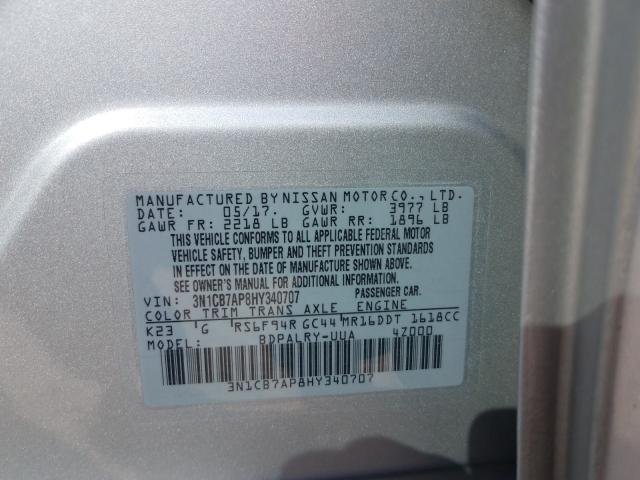 MANUFACTURED BY NISSAN MOTOR CO., LTD.
DATE: 05/17. GVWR: 3977 LB
GAWR FR: 2218 LB GAWR RR: 1896 LB
THIS VEHICLE CONFORMS TO ALL APPLICABLE FEDERAL MOTOR
VEHICLE SAFETY, BUMPER AND THEFT PREVENTION STANDARDS
IN EFFECT ON THE DATE OF MANUFACTURE SHOWN ABOVE.
SEE OWNER'S MANUAL FOR ADDITIONAL INFORMATION.
VIN: 3N1CB7AP8HY340707 PASSENGER CAR.
COLOR TRIM TRANS AXLE ENGINE
K23 G RS6F94R GC44 MR16DDT 1618CC
MODEL: BDPALRY-UUA 4Z000
3N1CB7AP8HY340707